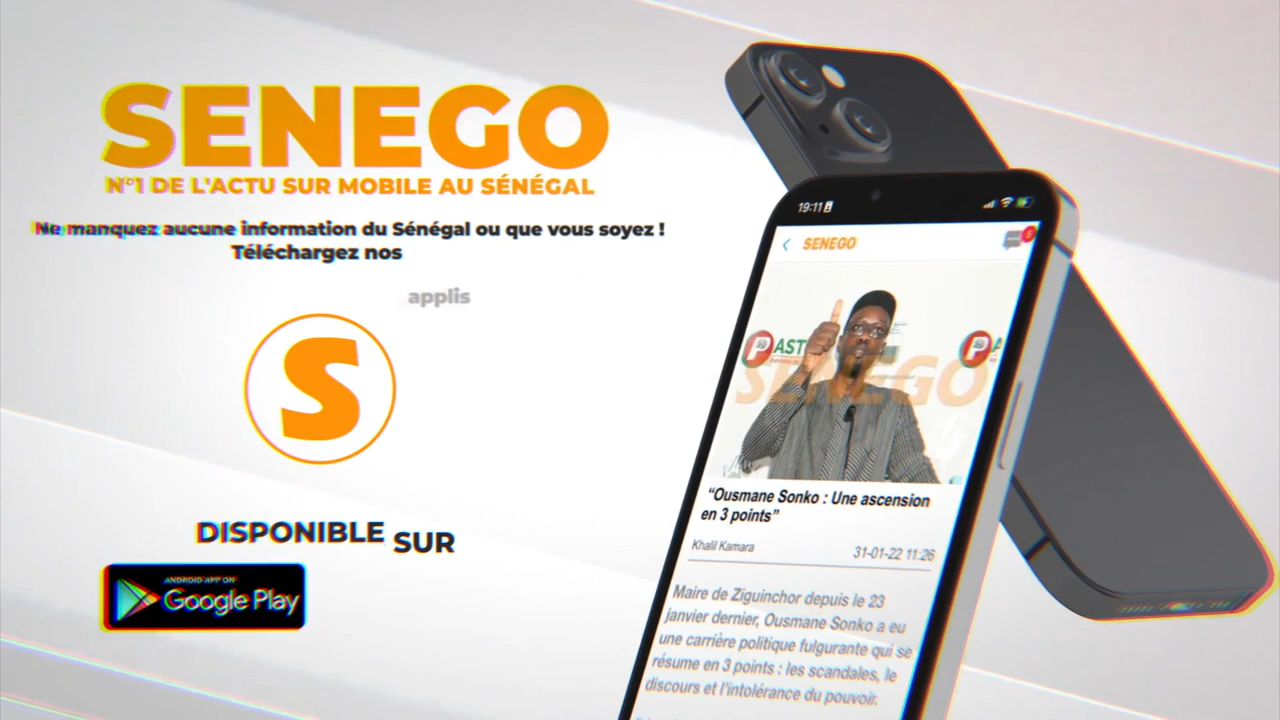 SENEGO
N°1 DE L'ACTU SUR MOBILE AU SÉNÉGAL
Ne manquez aucune information du Sénégal ou que vous soyez !
Téléchargez nos
applis
S
DISPONIBLE SUR
ANDROID APP ON
Google Play
19:11
SENEGO
5
PAST
PA
SENEGO
“Ousmane Sonko : Une ascension
en 3 points”
Khalil Kamara
31-01-22 11:26
Maire de Ziguinchor depuis le 23
janvier dernier, Ousmane Sonko a eu
une carrière politique fulgurante qui se
résume en 3 points : les scandales, le
discours et l'intolérance du pouvoir.